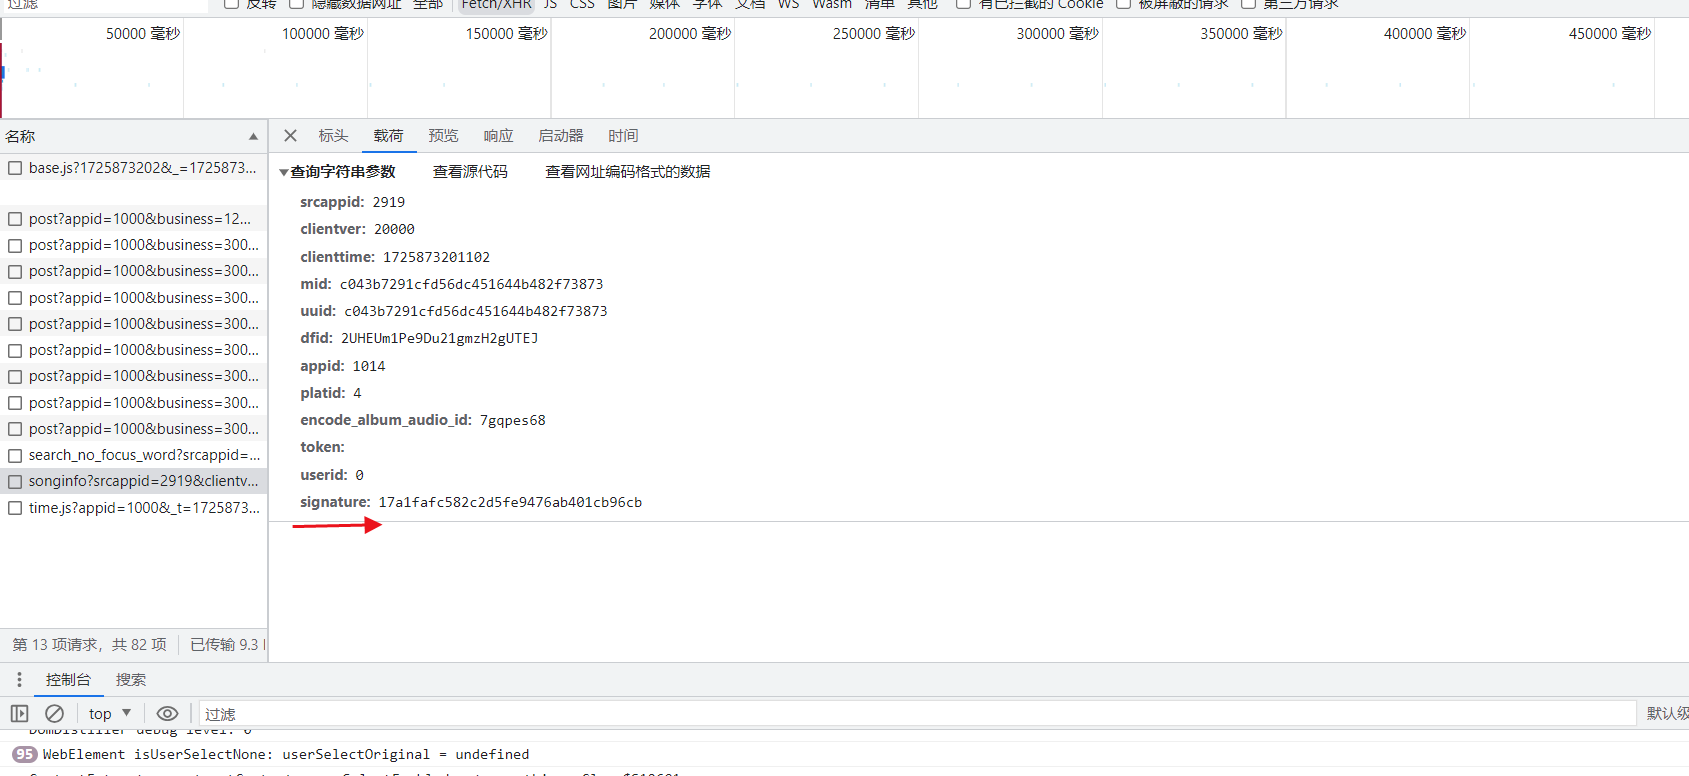 过滤 反转 隐藏数据网址 全部 Fetch/XHR JS CSS 图片 媒体 字体 文档 WS Wasm 清单 其他 有已拦截的 Cookie 被屏蔽的请求 第三方请求
50000 毫秒 100000 毫秒 150000 毫秒 200000 毫秒 250000 毫秒 300000 毫秒 350000 毫秒 400000 毫秒 450000 毫秒
名称
base.js?1725873202&_=1725873...
post?appid=1000&business=12...
post?appid=1000&business=300...
post?appid=1000&business=300...
post?appid=1000&business=300...
post?appid=1000&business=300...
post?appid=1000&business=300...
post?appid=1000&business=300...
post?appid=1000&business=300...
post?appid=1000&business=300...
search_no_focus_word?srcappid=...
songinfo?srcappid=2919&clientv...
time.js?appid=1000&_t=1725873...
第 13 项请求，共 82 项 已传输 9.3
标头 载荷 预览 响应 启动器 时间
查询字符串参数 查看源代码 查看网址编码格式的数据
srcappid: 2919
clientver: 20000
clienttime: 1725873201102
mid: c043b7291cfd56dc451644b482f73873
uuid: c043b7291cfd56dc451644b482f73873
dfid: 2UHEUm1Pe9Du21gmzH2gUTEJ
appid: 1014
platid: 4
encode_album_audio_id: 7gqpes68
token:
userid: 0
signature: 17a1fafc582c2d5fe9476ab401cb96cb
控制台 搜索
top 过滤 默认级
DomDistiller debug level: 0
95 WebElement isUserSelectNone: userSelectOriginal = undefined